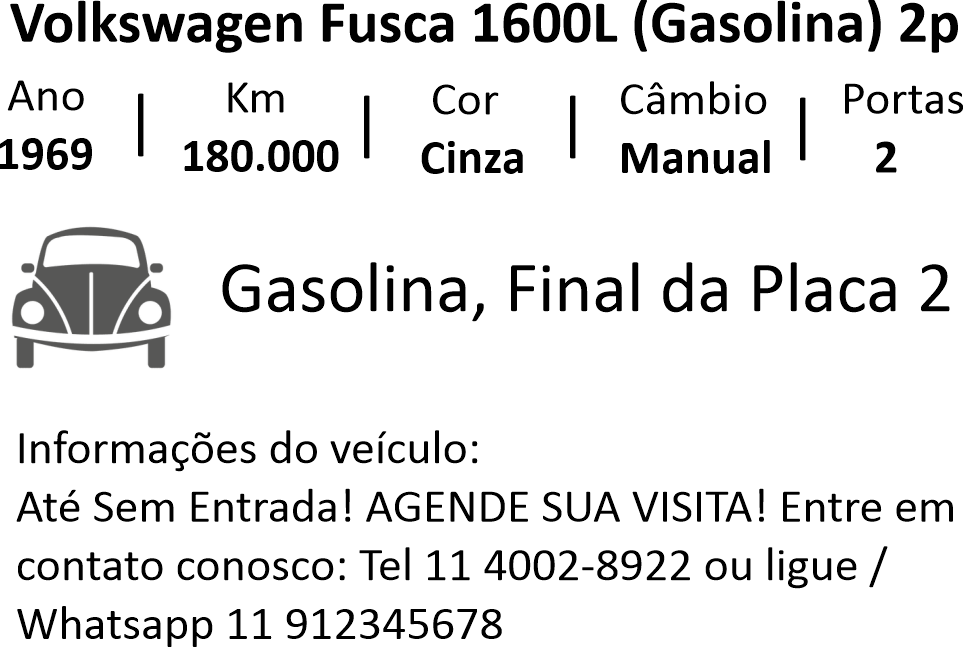 Volkswagen Fusca 1600L (Gasolina) 2p
Ano | Km | Cor | Câmbio | Portas
1969 180.000 Cinza Manual 2
Gasolina, Final da Placa 2
Informações do veículo:
Até Sem Entrada! AGENDE SUA VISITA! Entre em
contato conosco: Tel 11 4002-8922 ou ligue /
Whatsapp 11 912345678